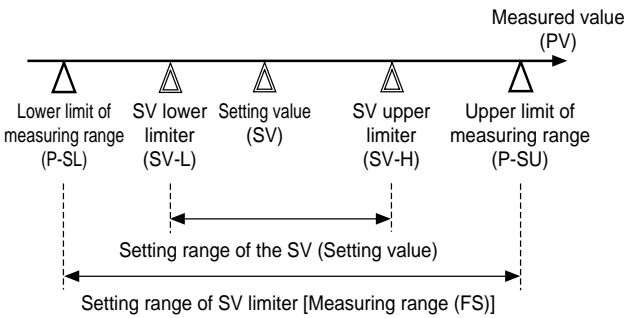 Measured value
(PV)
Lower limit of
measuring range
(P-SL)
SV lower
limiter
(SV-L)
Setting value
(SV)
SV upper
limiter
(SV-H)
Upper limit of
measuring range
(P-SU)
Setting range of the SV (Setting value)
Setting range of SV limiter [Measuring range (FS)]